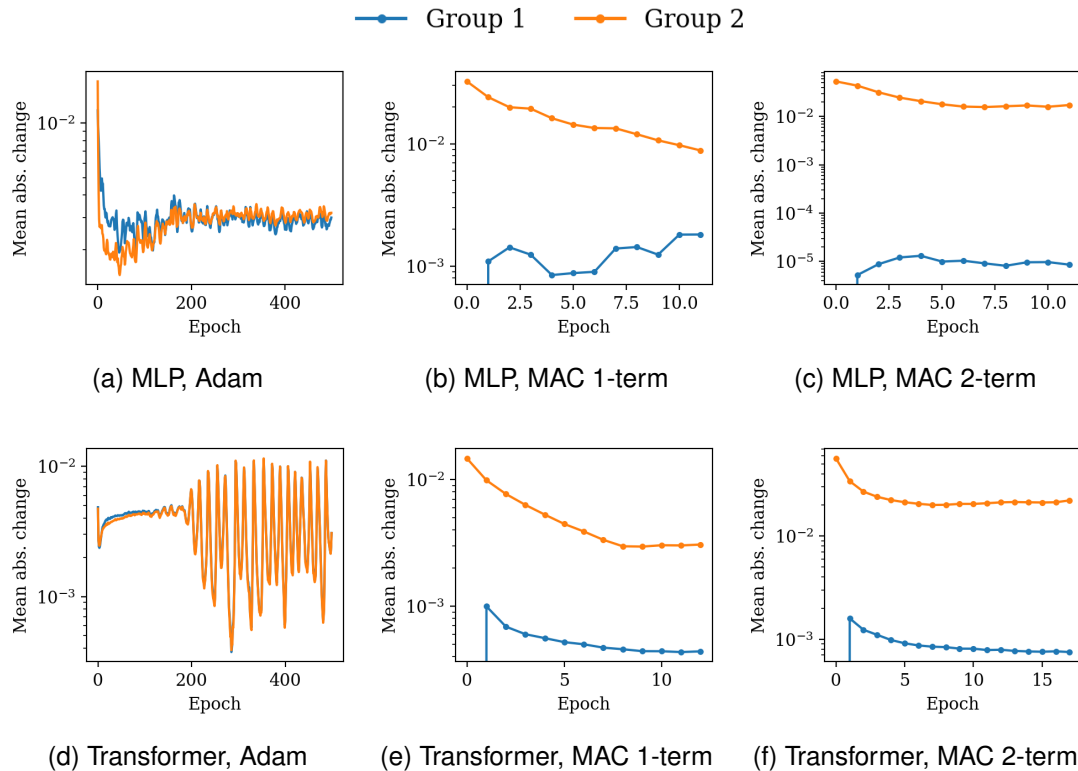 Group 1 Group 2
Mean abs. change
10⁻²
0 200 400
Epoch
(a) MLP, Adam
Mean abs. change
10⁻²
10⁻³
0.0 2.5 5.0 7.5 10.0
Epoch
(b) MLP, MAC 1-term
Mean abs. change
10⁻²
10⁻³
10⁻⁴
10⁻⁵
0.0 2.5 5.0 7.5 10.0
Epoch
(c) MLP, MAC 2-term
Mean abs. change
10⁻²
10⁻³
0 200 400
Epoch
(d) Transformer, Adam
Mean abs. change
10⁻²
10⁻³
0 5 10
Epoch
(e) Transformer, MAC 1-term
Mean abs. change
10⁻²
10⁻³
0 5 10 15
Epoch
(f) Transformer, MAC 2-term